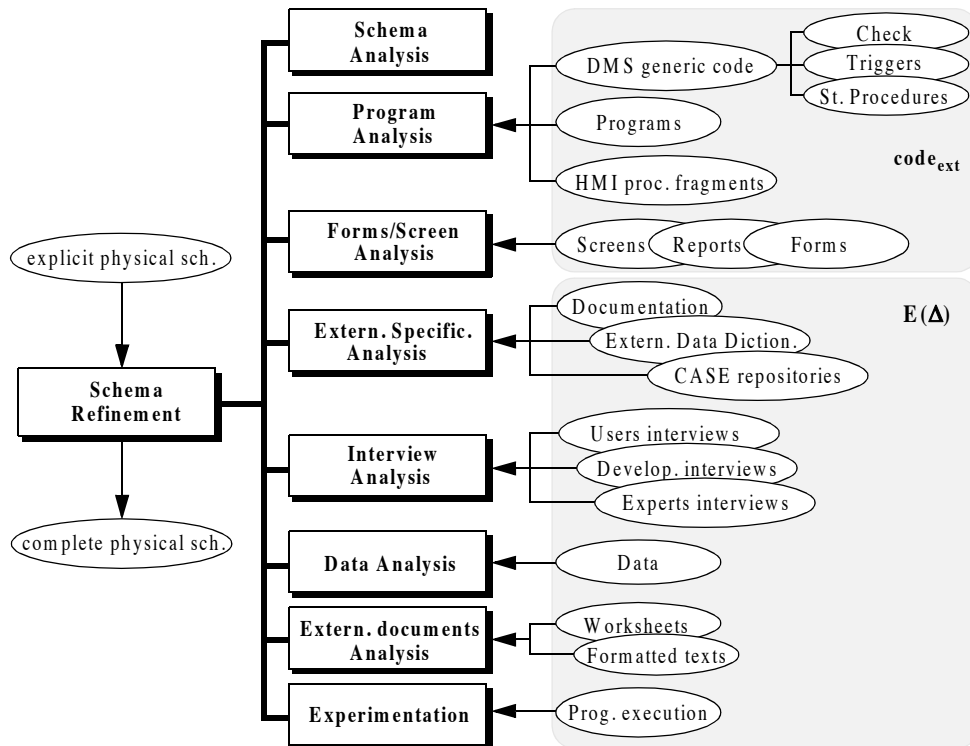 Schema
Analysis
Program
Analysis
Forms/Screen
Analysis
Extern. Specific.
Analysis
Interview
Analysis
Data Analysis
Extern. documents
Analysis
Experimentation
explicit physical sch.
Schema
Refinement
complete physical sch.
DMS generic code
Check
Triggers
St. Procedures
Programs
HMI proc. fragments
code_ext
Screens
Reports
Forms
Documentation
Extern. Data Diction.
CASE repositories
E(Δ)
Users interviews
Develop. interviews
Experts interviews
Data
Worksheets
Formatted texts
Prog. execution